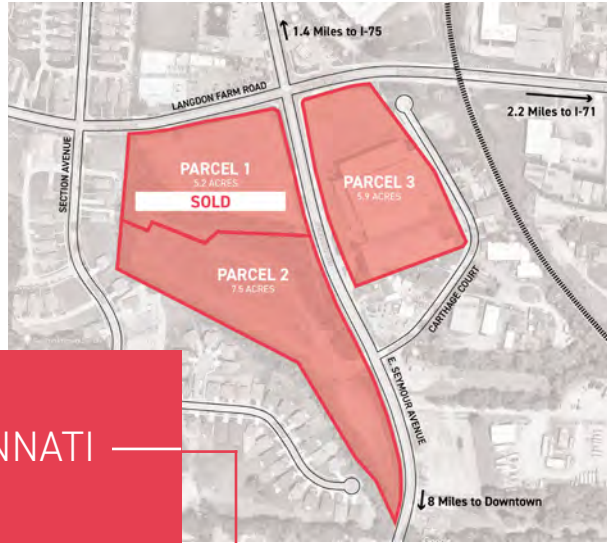 1.4 Miles to I-75
LANGDON FARM ROAD
2.2 Miles to I-71
SECTION AVENUE
PARCEL 1
5.2 ACRES
SOLD
PARCEL 3
5.9 ACRES
PARCEL 2
7.5 ACRES
CARTHAGE COURT
E. SEYMOUR AVENUE
NNATI
8 Miles to Downtown